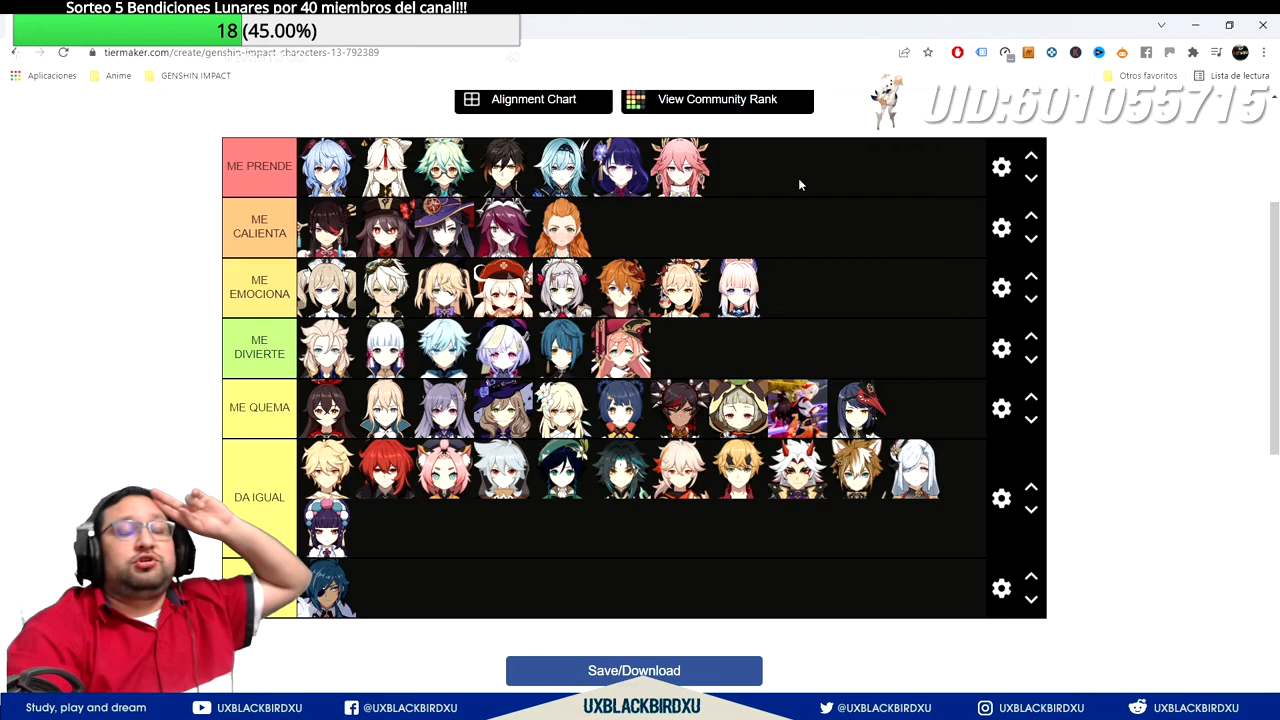 Sorteo 5 Bendiciones Lunares por 40 miembros del canal!!!
18 (45.00%)
tiermaker.com/create/genshin-impact-characters-13-792389
Aplicaciones
Anime
GENSHIN IMPACT
Otros favoritos
Lista de lectura
UID:601055715
Alignment Chart
View Community Rank
ME PRENDE
ME
CALIENTA
ME
EMOCIONA
ME
DIVIERTE
ME QUEMA
DA IGUAL
Save/Download
Study, play and dream
UXBLACKBIRDXU
@UXBLACKBIRDXU
UXBLACKBIRDXU
@UXBLACKBIRDXU
UXBLACKBIRDXU
UXBLACKBIRDXU